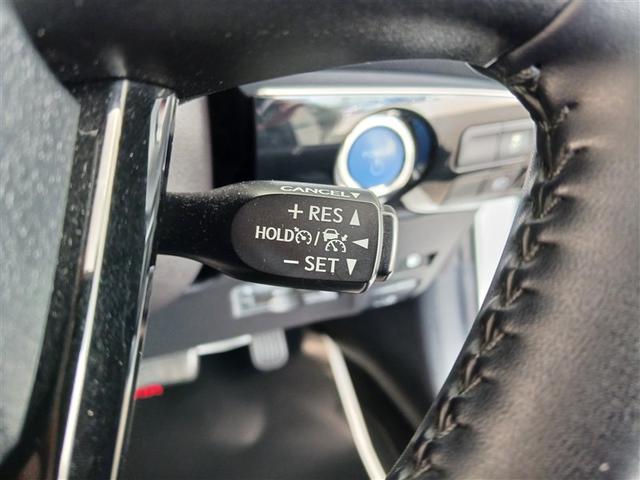 CANCEL▼
+ RES ▲
HOLD / ◀
− SET ▼